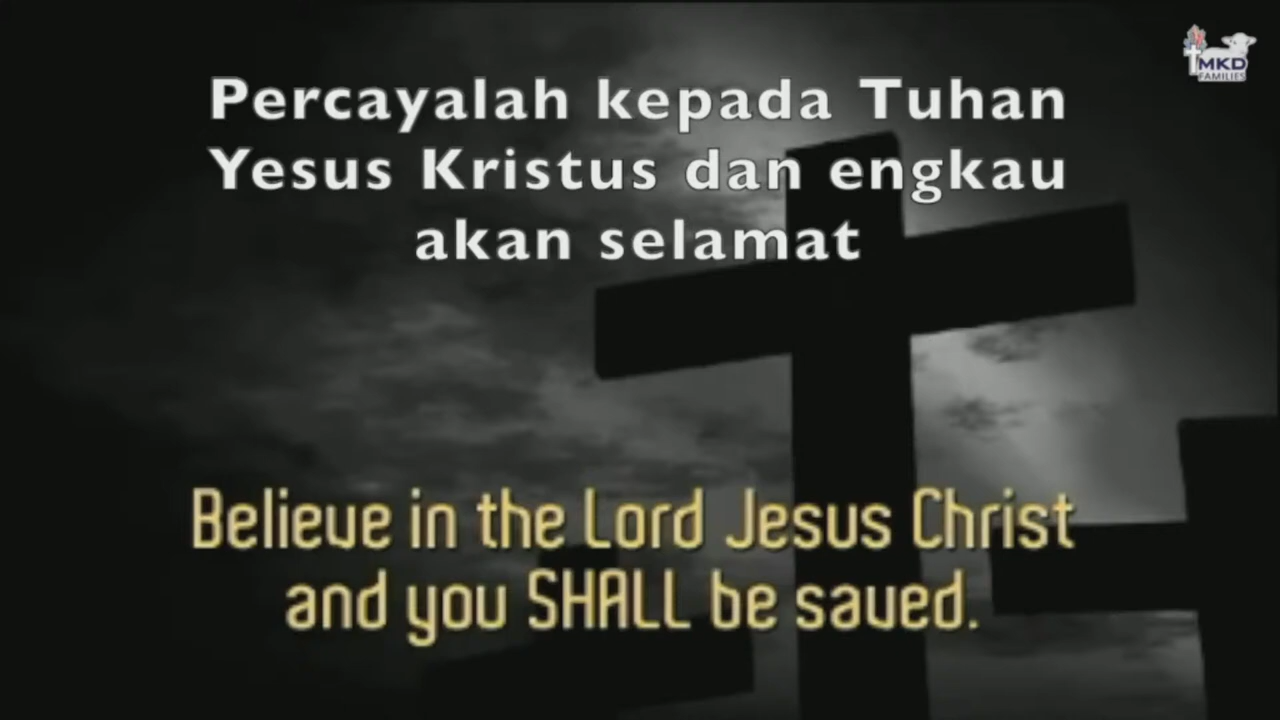 MKD
FAMILIES
Percayalah kepada Tuhan
Yesus Kristus dan engkau
akan selamat
Believe in the Lord Jesus Christ
and you SHALL be saved.